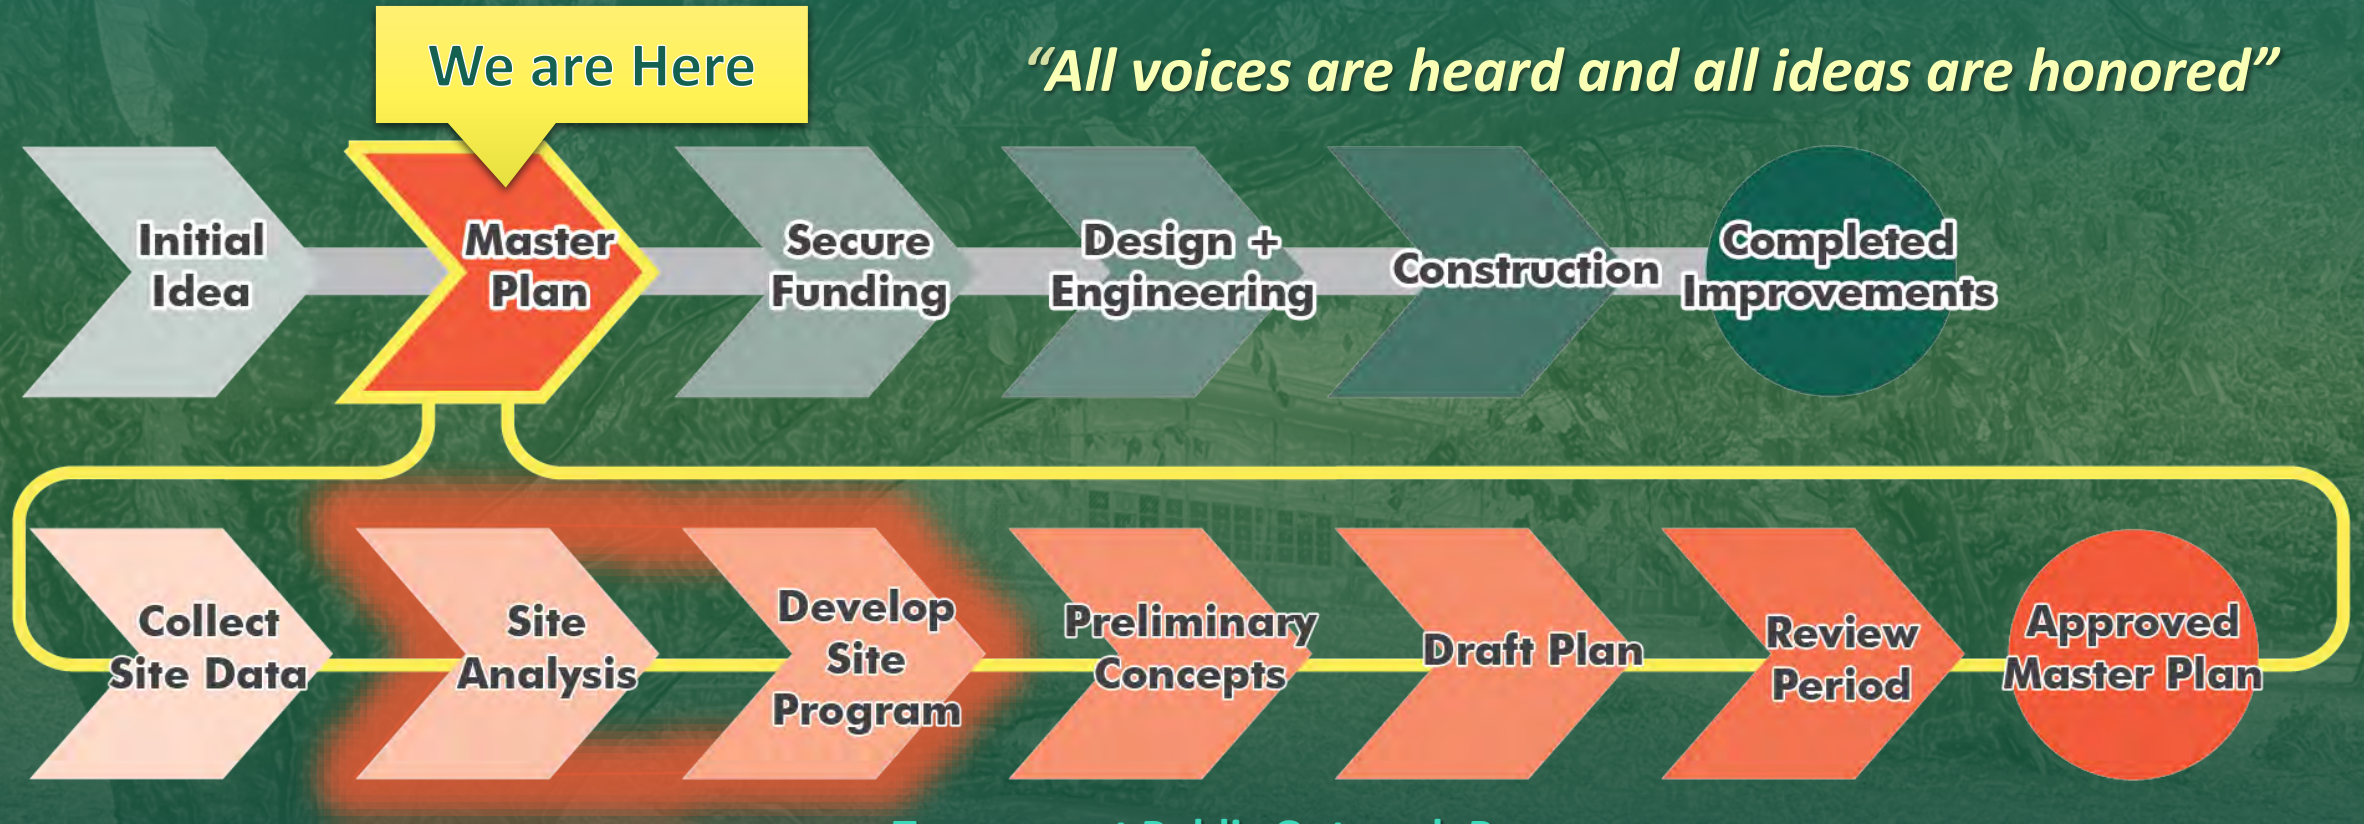 We are Here
“All voices are heard and all ideas are honored”
Initial
Idea
Master
Plan
Secure
Funding
Design +
Engineering
Construction
Completed
Improvements
Collect
Site Data
Site
Analysis
Develop
Site
Program
Preliminary
Concepts
Draft Plan
Review
Period
Approved
Master Plan